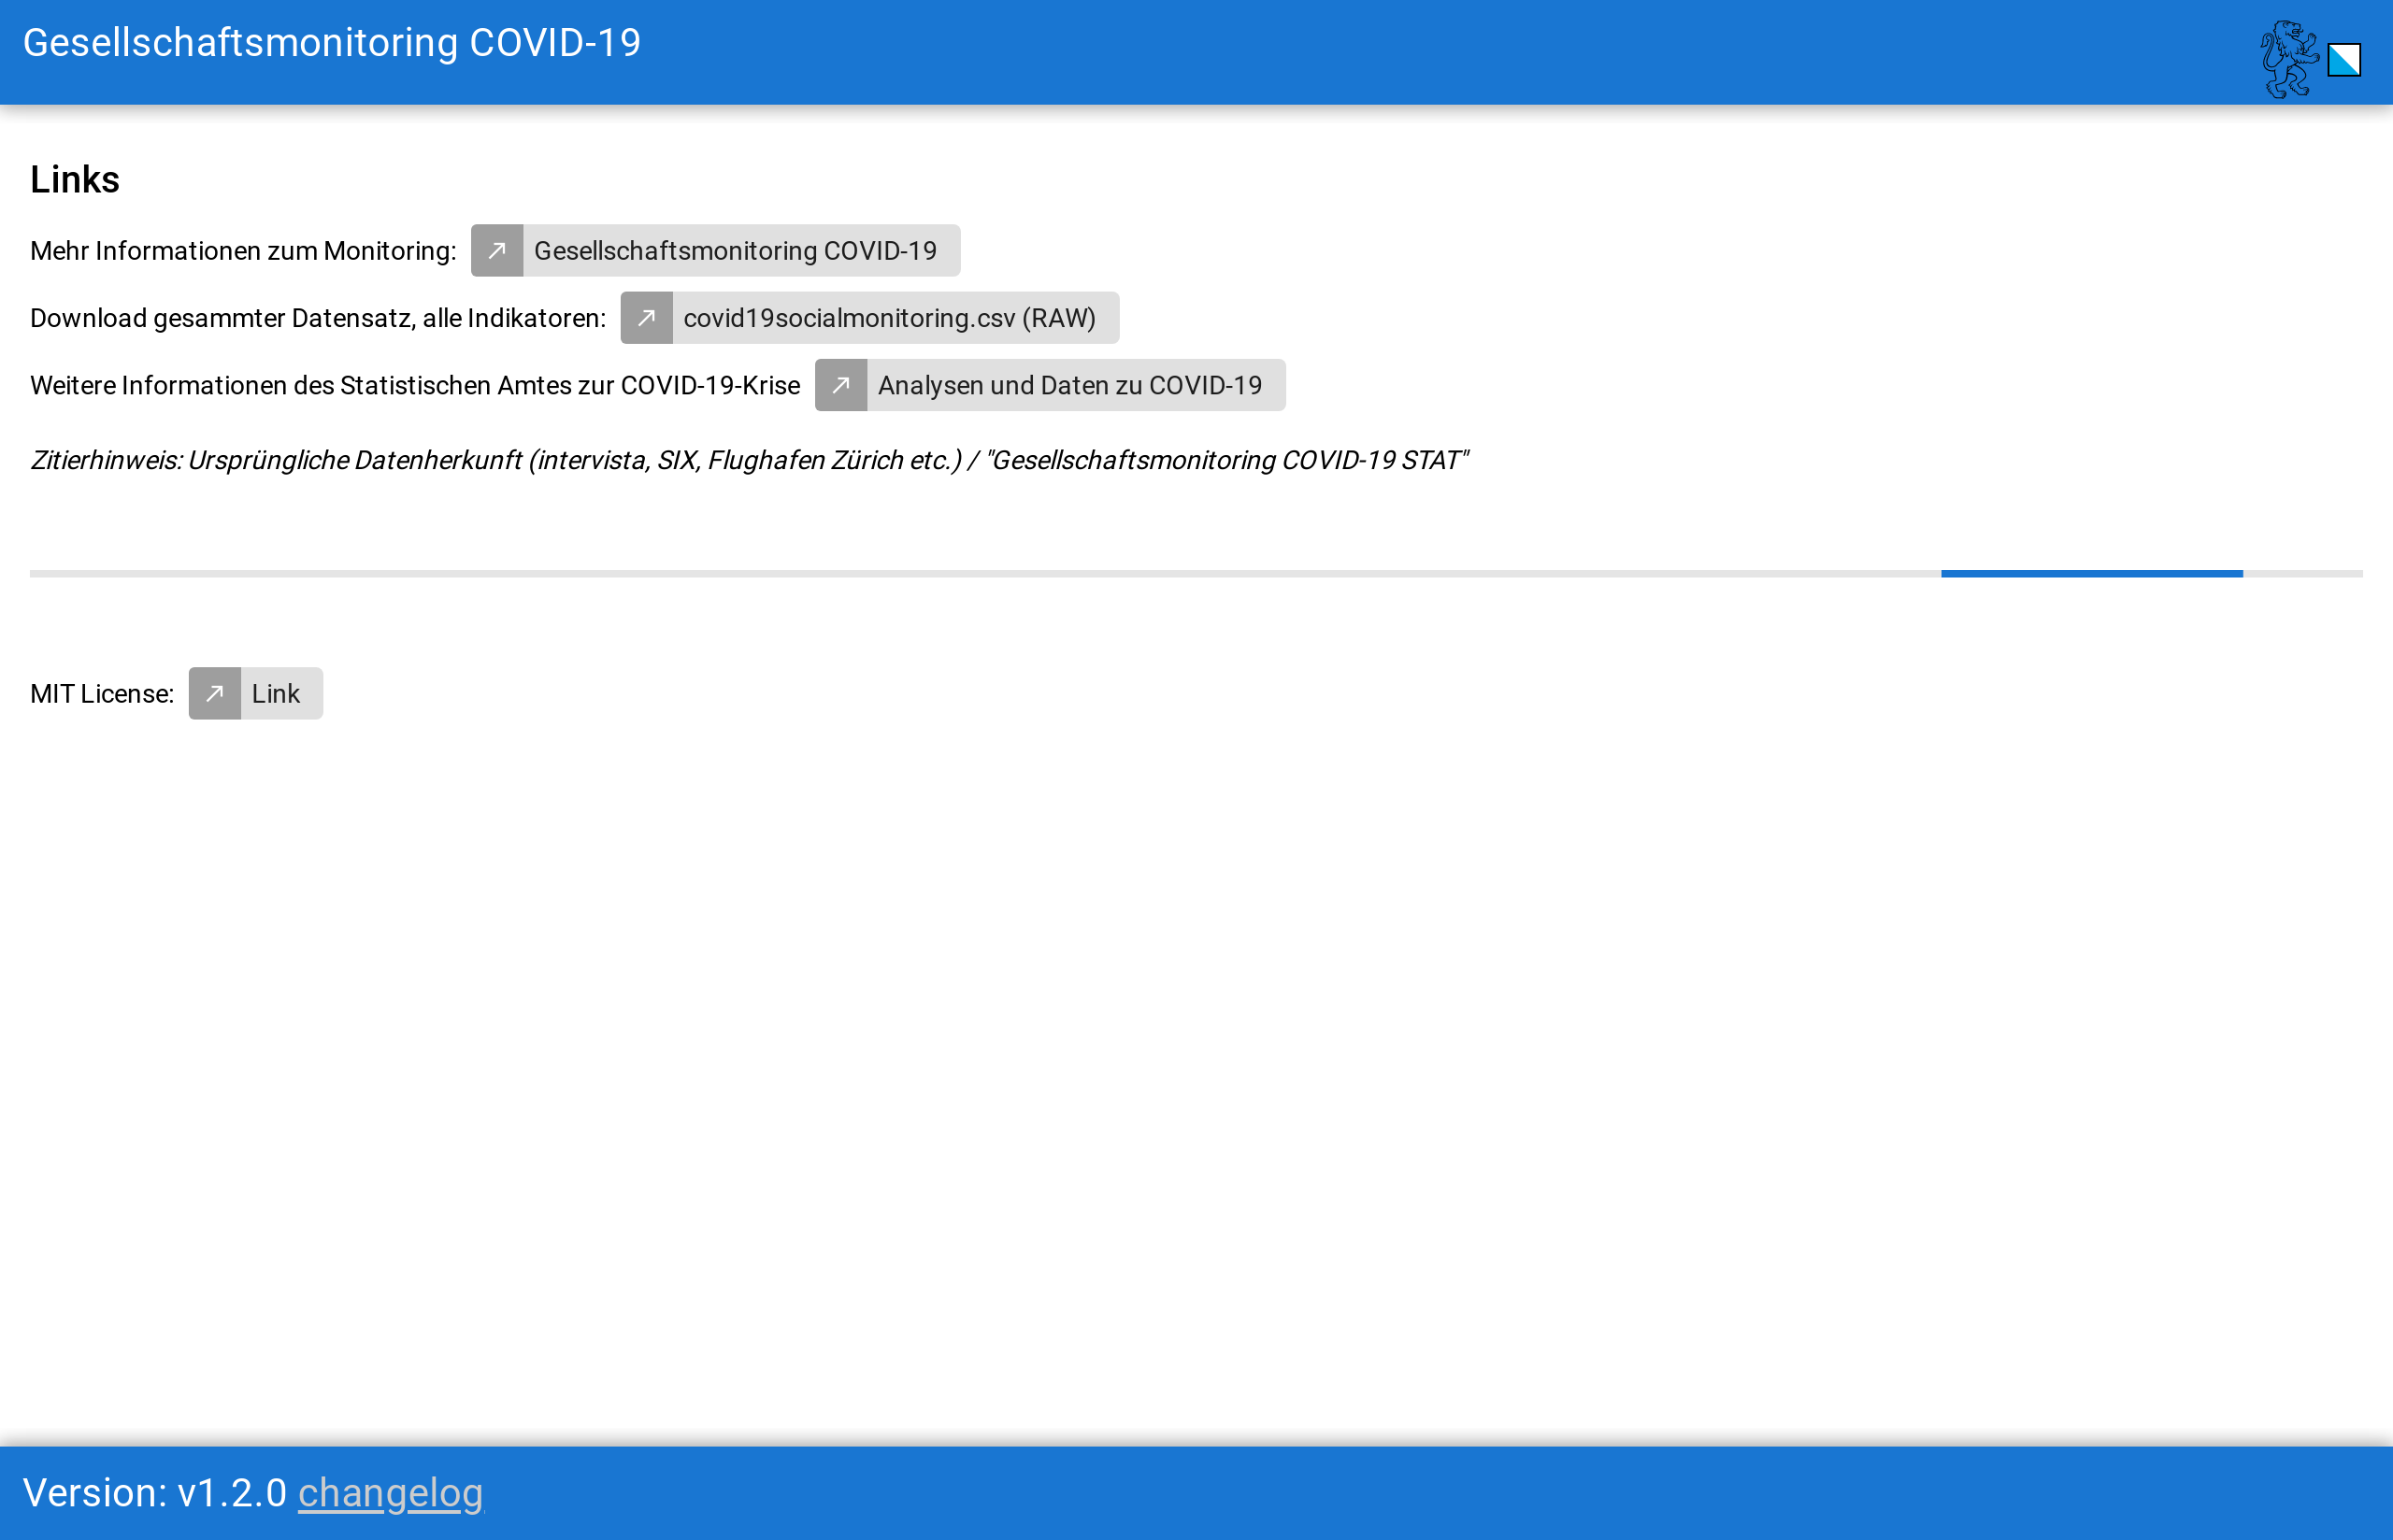 Gesellschaftsmonitoring COVID-19
Links
Mehr Informationen zum Monitoring: Gesellschaftsmonitoring COVID-19
Download gesammter Datensatz, alle Indikatoren: covid19socialmonitoring.csv (RAW)
Weitere Informationen des Statistischen Amtes zur COVID-19-Krise Analysen und Daten zu COVID-19
Zitierhinweis: Ursprüngliche Datenherkunft (intervista, SIX, Flughafen Zürich etc.) / "Gesellschaftsmonitoring COVID-19 STAT"
MIT License: Link
Version: v1.2.0 changelog